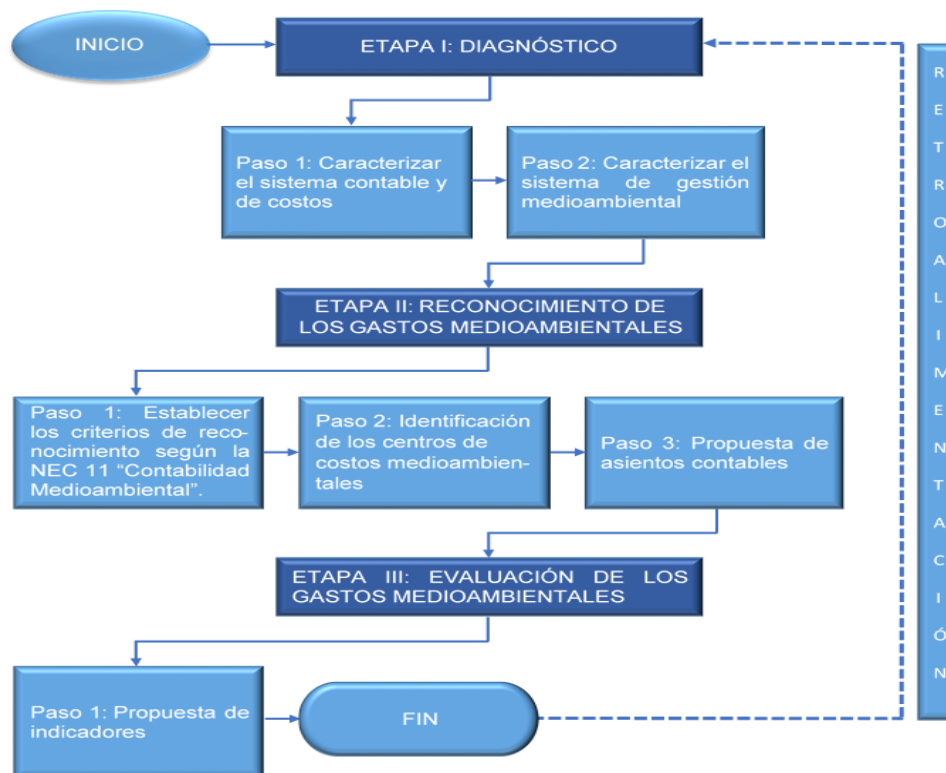 INICIO
ETAPA I: DIAGNÓSTICO
Paso 1: Caracterizar
el sistema contable y
de costos
Paso 2: Caracterizar el
sistema de gestión
medioambiental
ETAPA II: RECONOCIMIENTO DE
LOS GASTOS MEDIOAMBIENTALES
Paso 1: Establecer
los criterios de reco-
nocimiento según la
NEC 11 “Contabilidad
Medioambiental”.
Paso 2: Identificación
de los centros de
costos medioambien-
tales
Paso 3: Propuesta de
asientos contables
ETAPA III: EVALUACIÓN DE LOS
GASTOS MEDIOAMBIENTALES
Paso 1: Propuesta de
indicadores
FIN
RETROALIMENTACIÓN